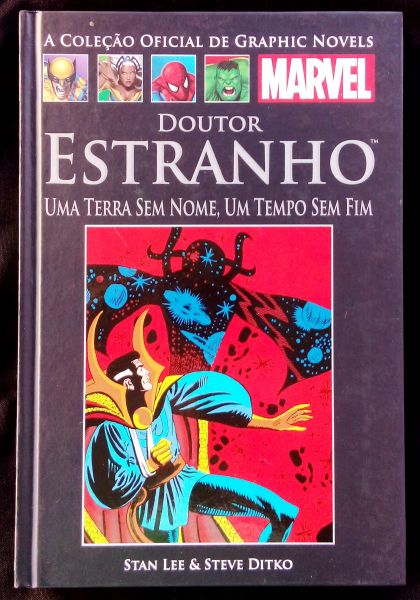 A COLEÇÃO OFICIAL DE GRAPHIC NOVELS
MARVEL
DOUTOR
ESTRANHO™
UMA TERRA SEM NOME, UM TEMPO SEM FIM
STAN LEE & STEVE DITKO